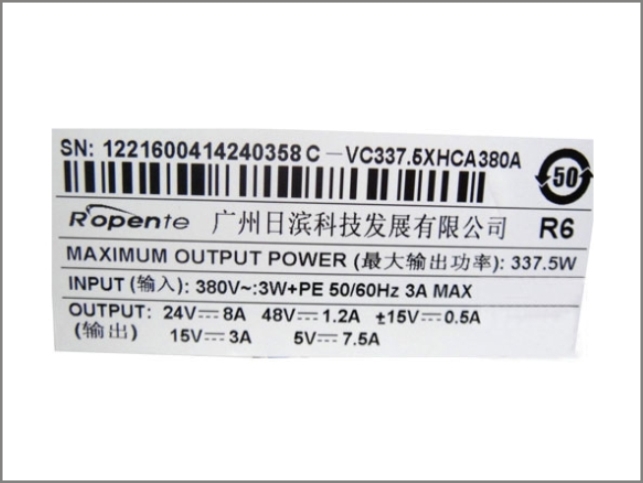 SN: 1221600414240358 C －VC337.5XHCA380A
50
Ropente 广州日滨科技发展有限公司 R6
MAXIMUM OUTPUT POWER (最大输出功率): 337.5W
INPUT (输入): 380V~:3W+PE 50/60Hz 3A MAX
OUTPUT: 24V⎓8A 48V⎓1.2A ±15V⎓0.5A
(输出) 15V⎓3A 5V⎓7.5A